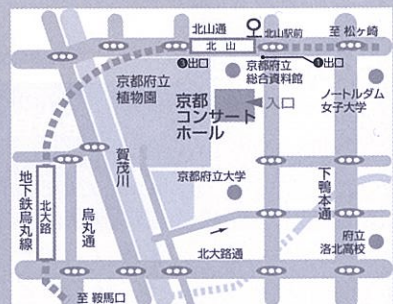 北山通
北山駅前
至 松ヶ崎
北山
❸出口
❶出口
京都府立
植物園
京都府立
総合資料館
京都
コンサート
ホール
入口
ノートルダム
女子大学
賀茂川
京都府立大学
下鴨本通
地下鉄烏丸線
北大路
烏丸通
北大路通
府立
洛北高校
至 鞍馬口